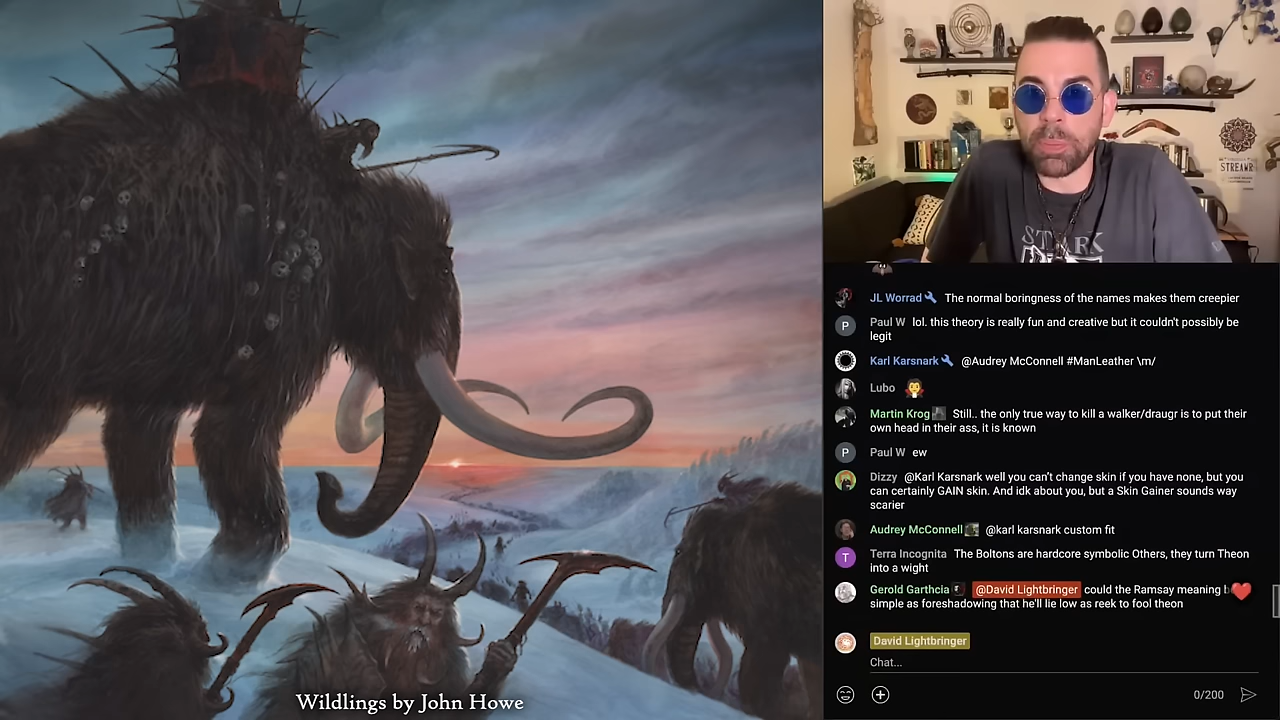 STREAWR
STARK
JL Worrad The normal boringness of the names makes them creepier
Paul W lol. this theory is really fun and creative but it couldn't possibly be
legit
Karl Karsnark @Audrey McConnell #ManLeather \m/
Lubo
Martin Krog Still.. the only true way to kill a walker/draugr is to put their
own head in their ass, it is known
P
Paul W ew
Dizzy @Karl Karsnark well you can't change skin if you have none, but you
can certainly GAIN skin. And idk about you, but a Skin Gainer sounds way
scarier
Audrey McConnell @karl karsnark custom fit
T
Terra Incognita The Boltons are hardcore symbolic Others, they turn Theon
into a wight
Gerold Garthcia @David Lightbringer could the Ramsay meaning b
simple as foreshadowing that he'll lie low as reek to fool theon
David Lightbringer
Chat...
0/200
Wildlings by John Howe